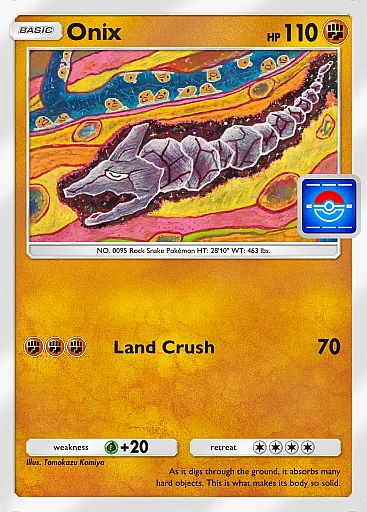 BASIC Onix HP 110
NO. 0095 Rock Snake Pokémon HT: 28'10" WT: 463 lbs.
Land Crush 70
weakness +20 retreat
Illus. Tomokazu Komiya
As it digs through the ground, it absorbs many
hard objects. This is what makes its body so solid.